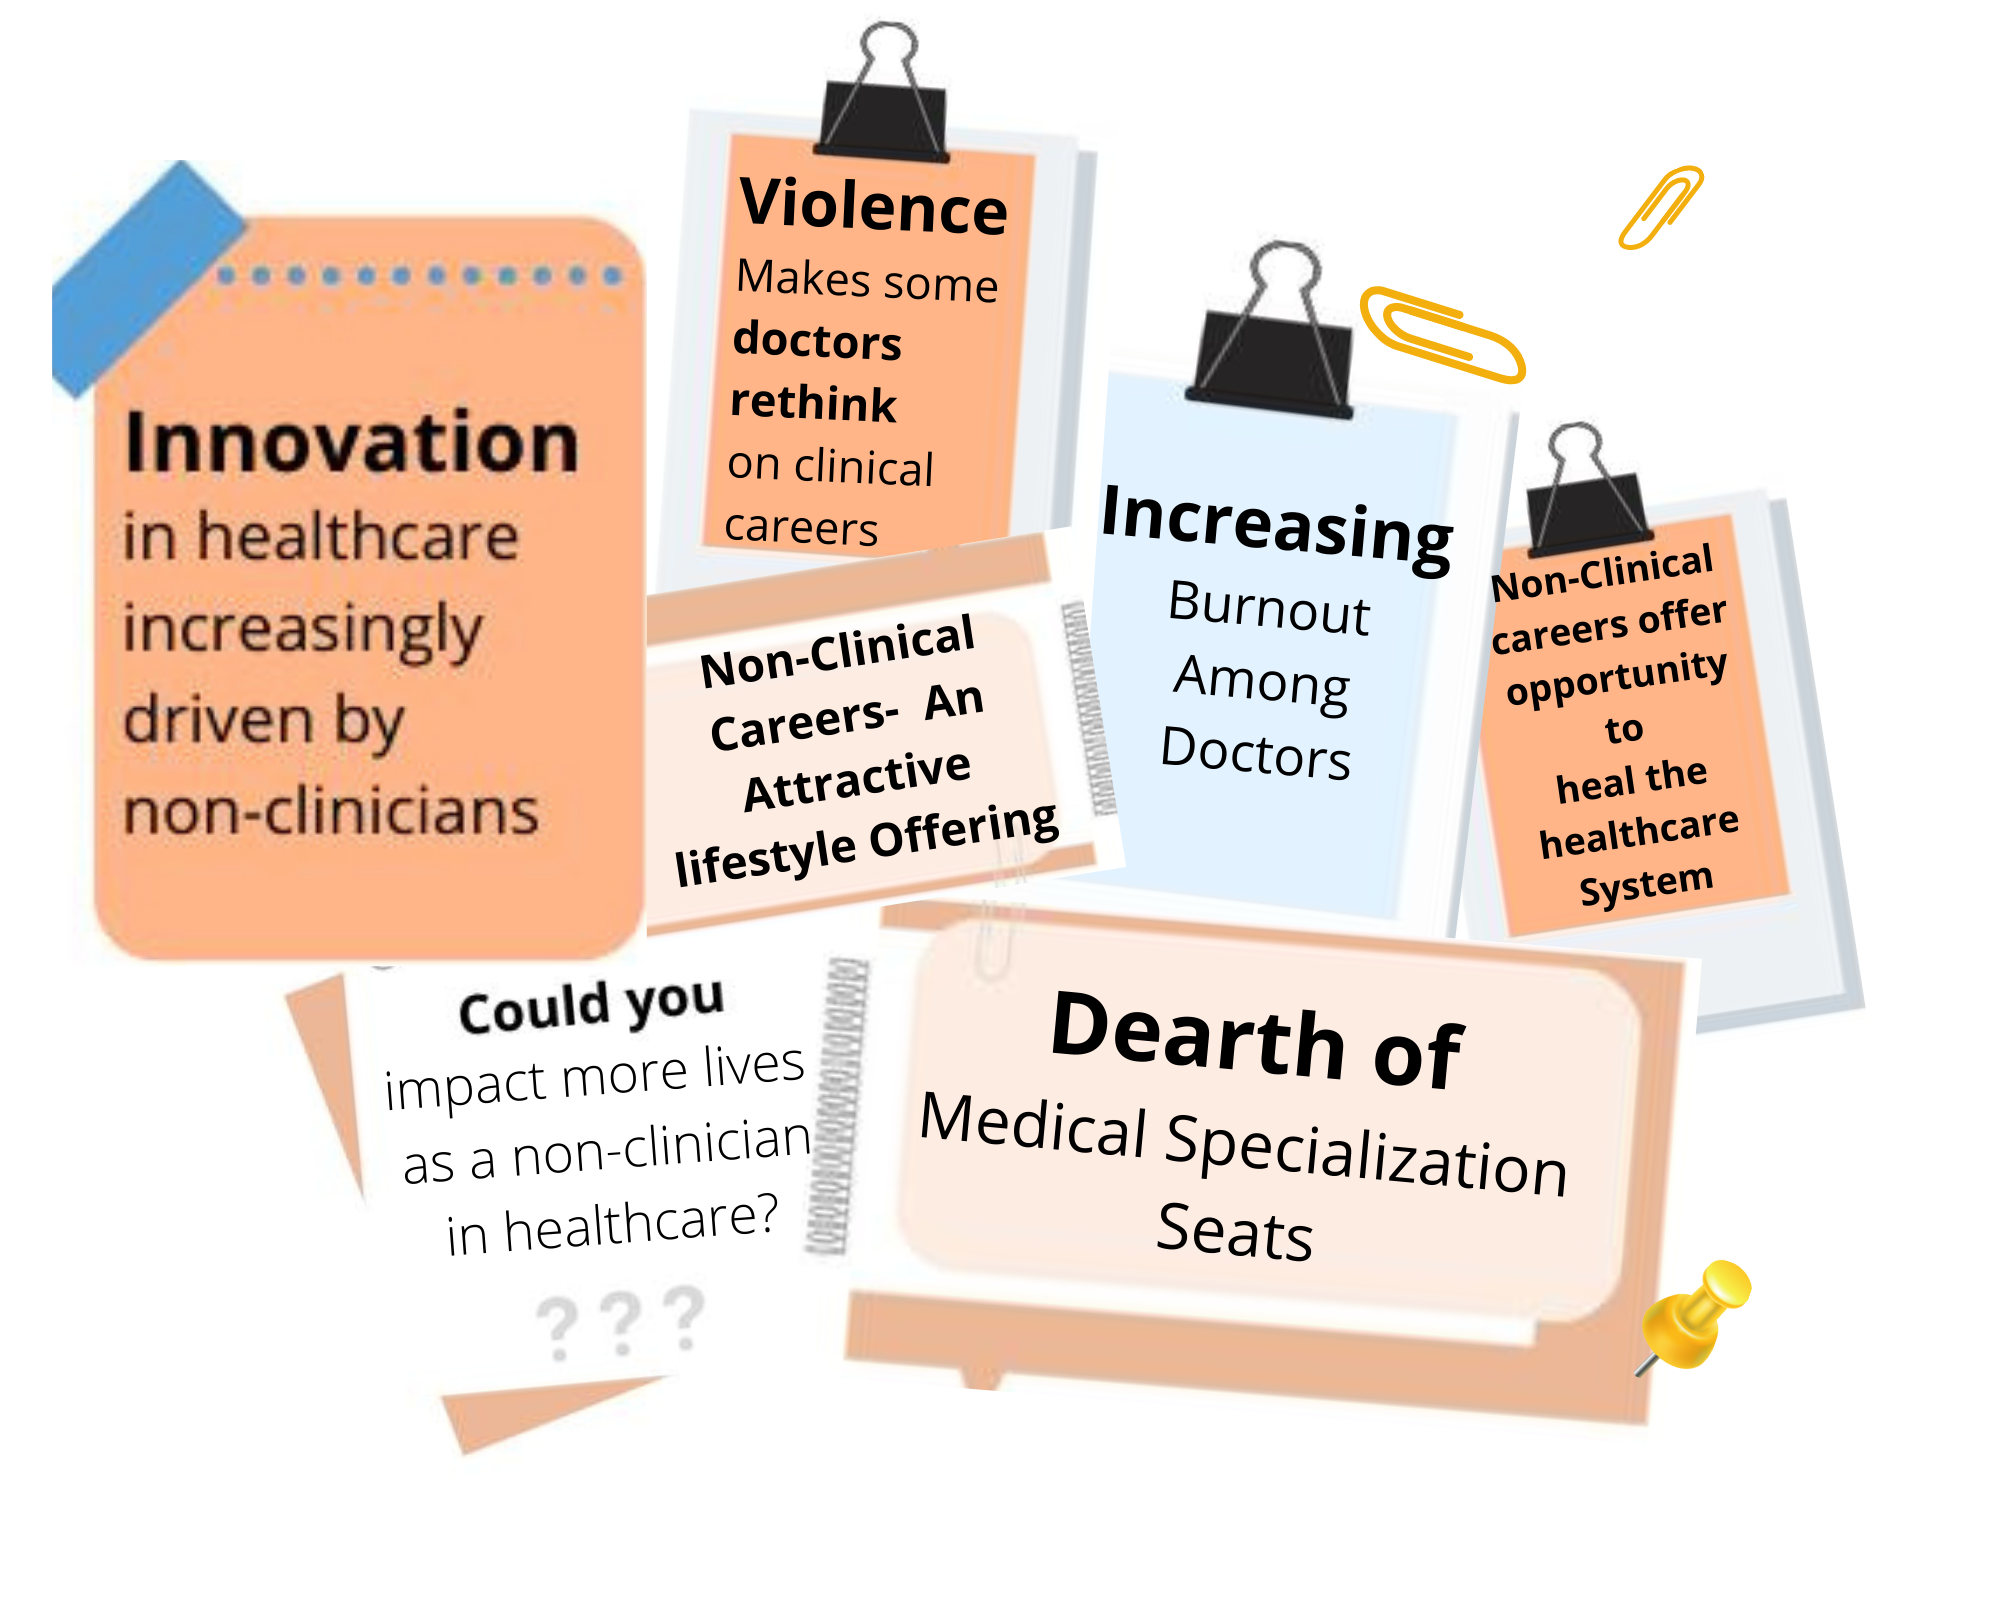 Innovation
in healthcare
increasingly
driven by
non-clinicians
Violence
Makes some
doctors
rethink
on clinical
careers
Non-Clinical
Careers- An
Attractive
lifestyle Offering
Increasing
Burnout
Among
Doctors
Non-Clinical
careers offer
opportunity
to
heal the
healthcare
System
Could you
impact more lives
as a non-clinician
in healthcare?
? ? ?
Dearth of
Medical Specialization
Seats